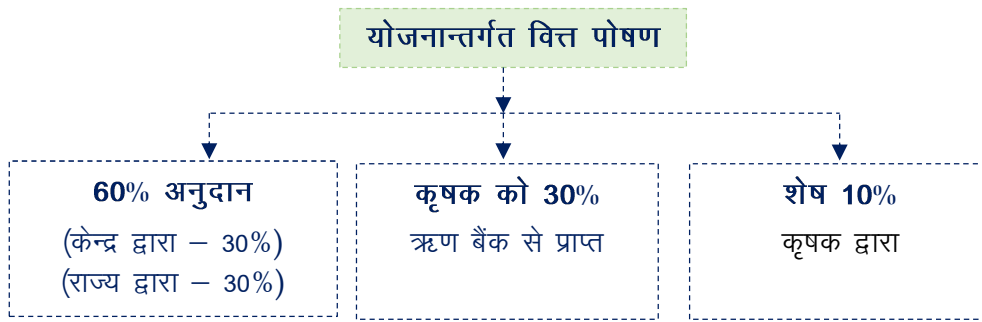 योजनान्तर्गत वित्त पोषण
60% अनुदान
(केन्द्र द्वारा – 30%)
(राज्य द्वारा – 30%)
कृषक को 30%
ऋण बैंक से प्राप्त
शेष 10%
कृषक द्वारा